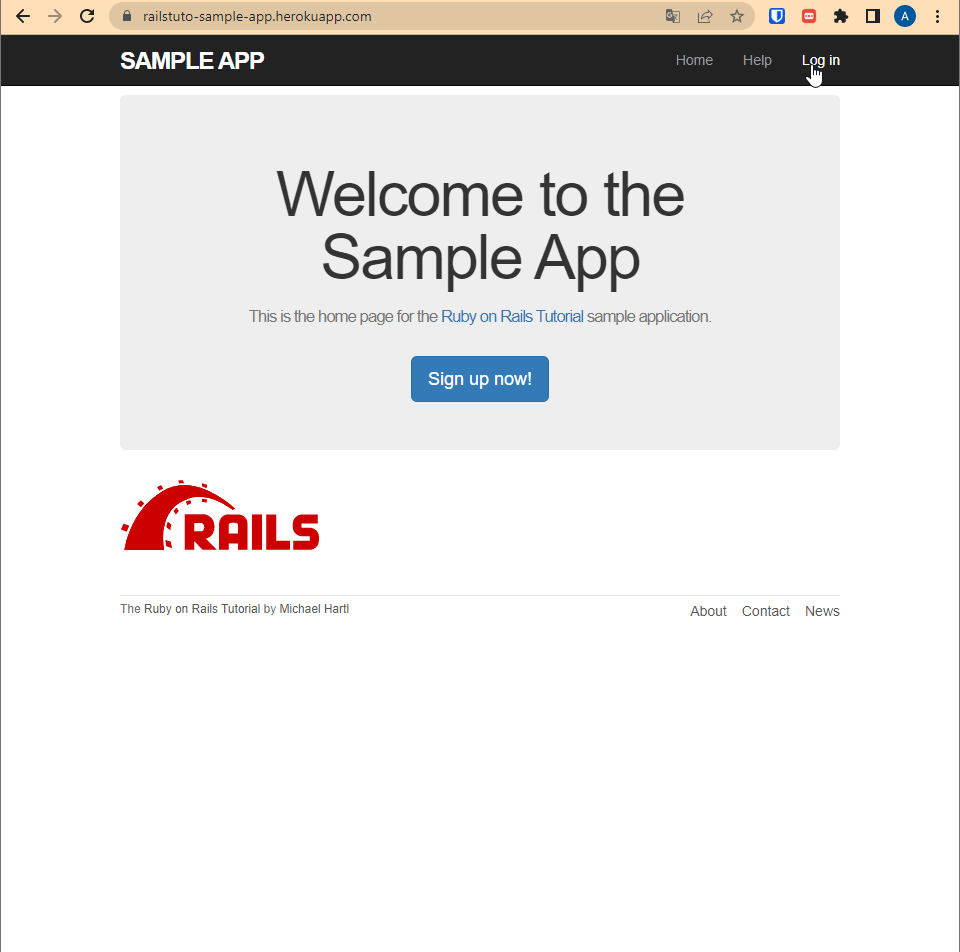 railstuto-sample-app.herokuapp.com
A
SAMPLE APP
Home Help Log in
Welcome to the
Sample App
This is the home page for the Ruby on Rails Tutorial sample application.
Sign up now!
RAILS
The Ruby on Rails Tutorial by Michael Hartl
About Contact News